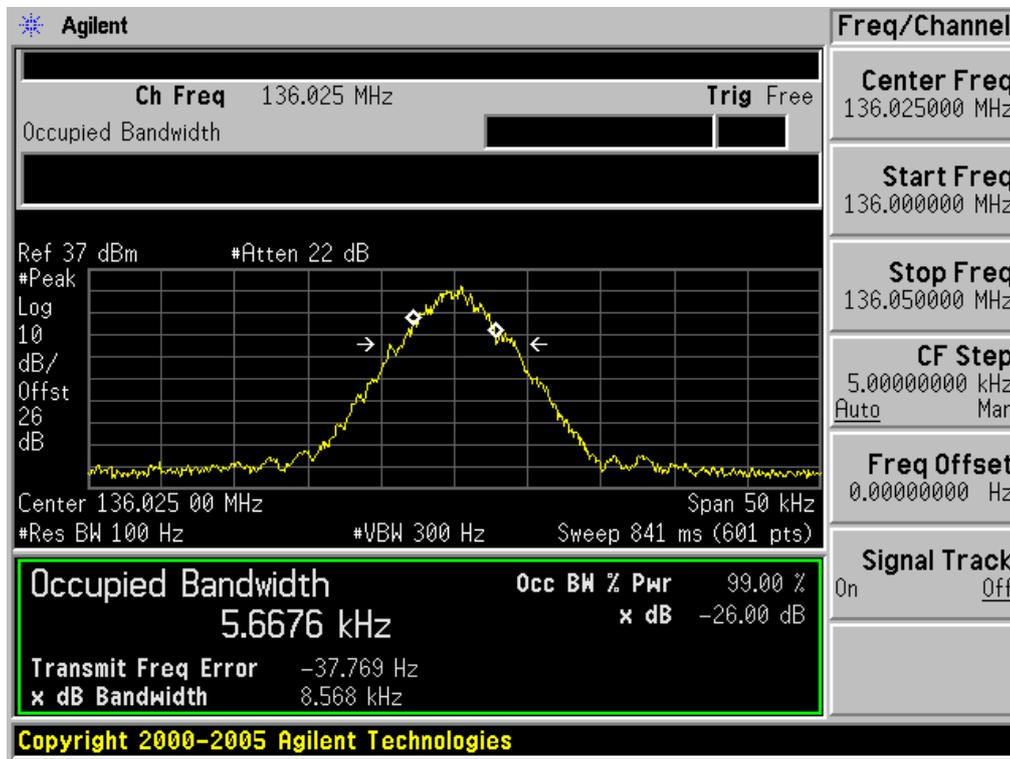 Agilent
Freq/Channel
Ch Freq 136.025 MHz Trig Free
Occupied Bandwidth
Center Freq
136.025000 MHz
Start Freq
136.000000 MHz
Stop Freq
136.050000 MHz
CF Step
5.00000000 kHz
Auto Man
Freq Offset
0.00000000 Hz
Signal Track
On Off
Ref 37 dBm #Atten 22 dB
#Peak
Log
10
dB/
Offst
26
dB
Center 136.025 00 MHz Span 50 kHz
#Res BW 100 Hz #VBW 300 Hz Sweep 841 ms (601 pts)
Occupied Bandwidth
5.6676 kHz
Occ BW % Pwr 99.00 %
x dB -26.00 dB
Transmit Freq Error -37.769 Hz
x dB Bandwidth 8.568 kHz
Copyright 2000-2005 Agilent Technologies